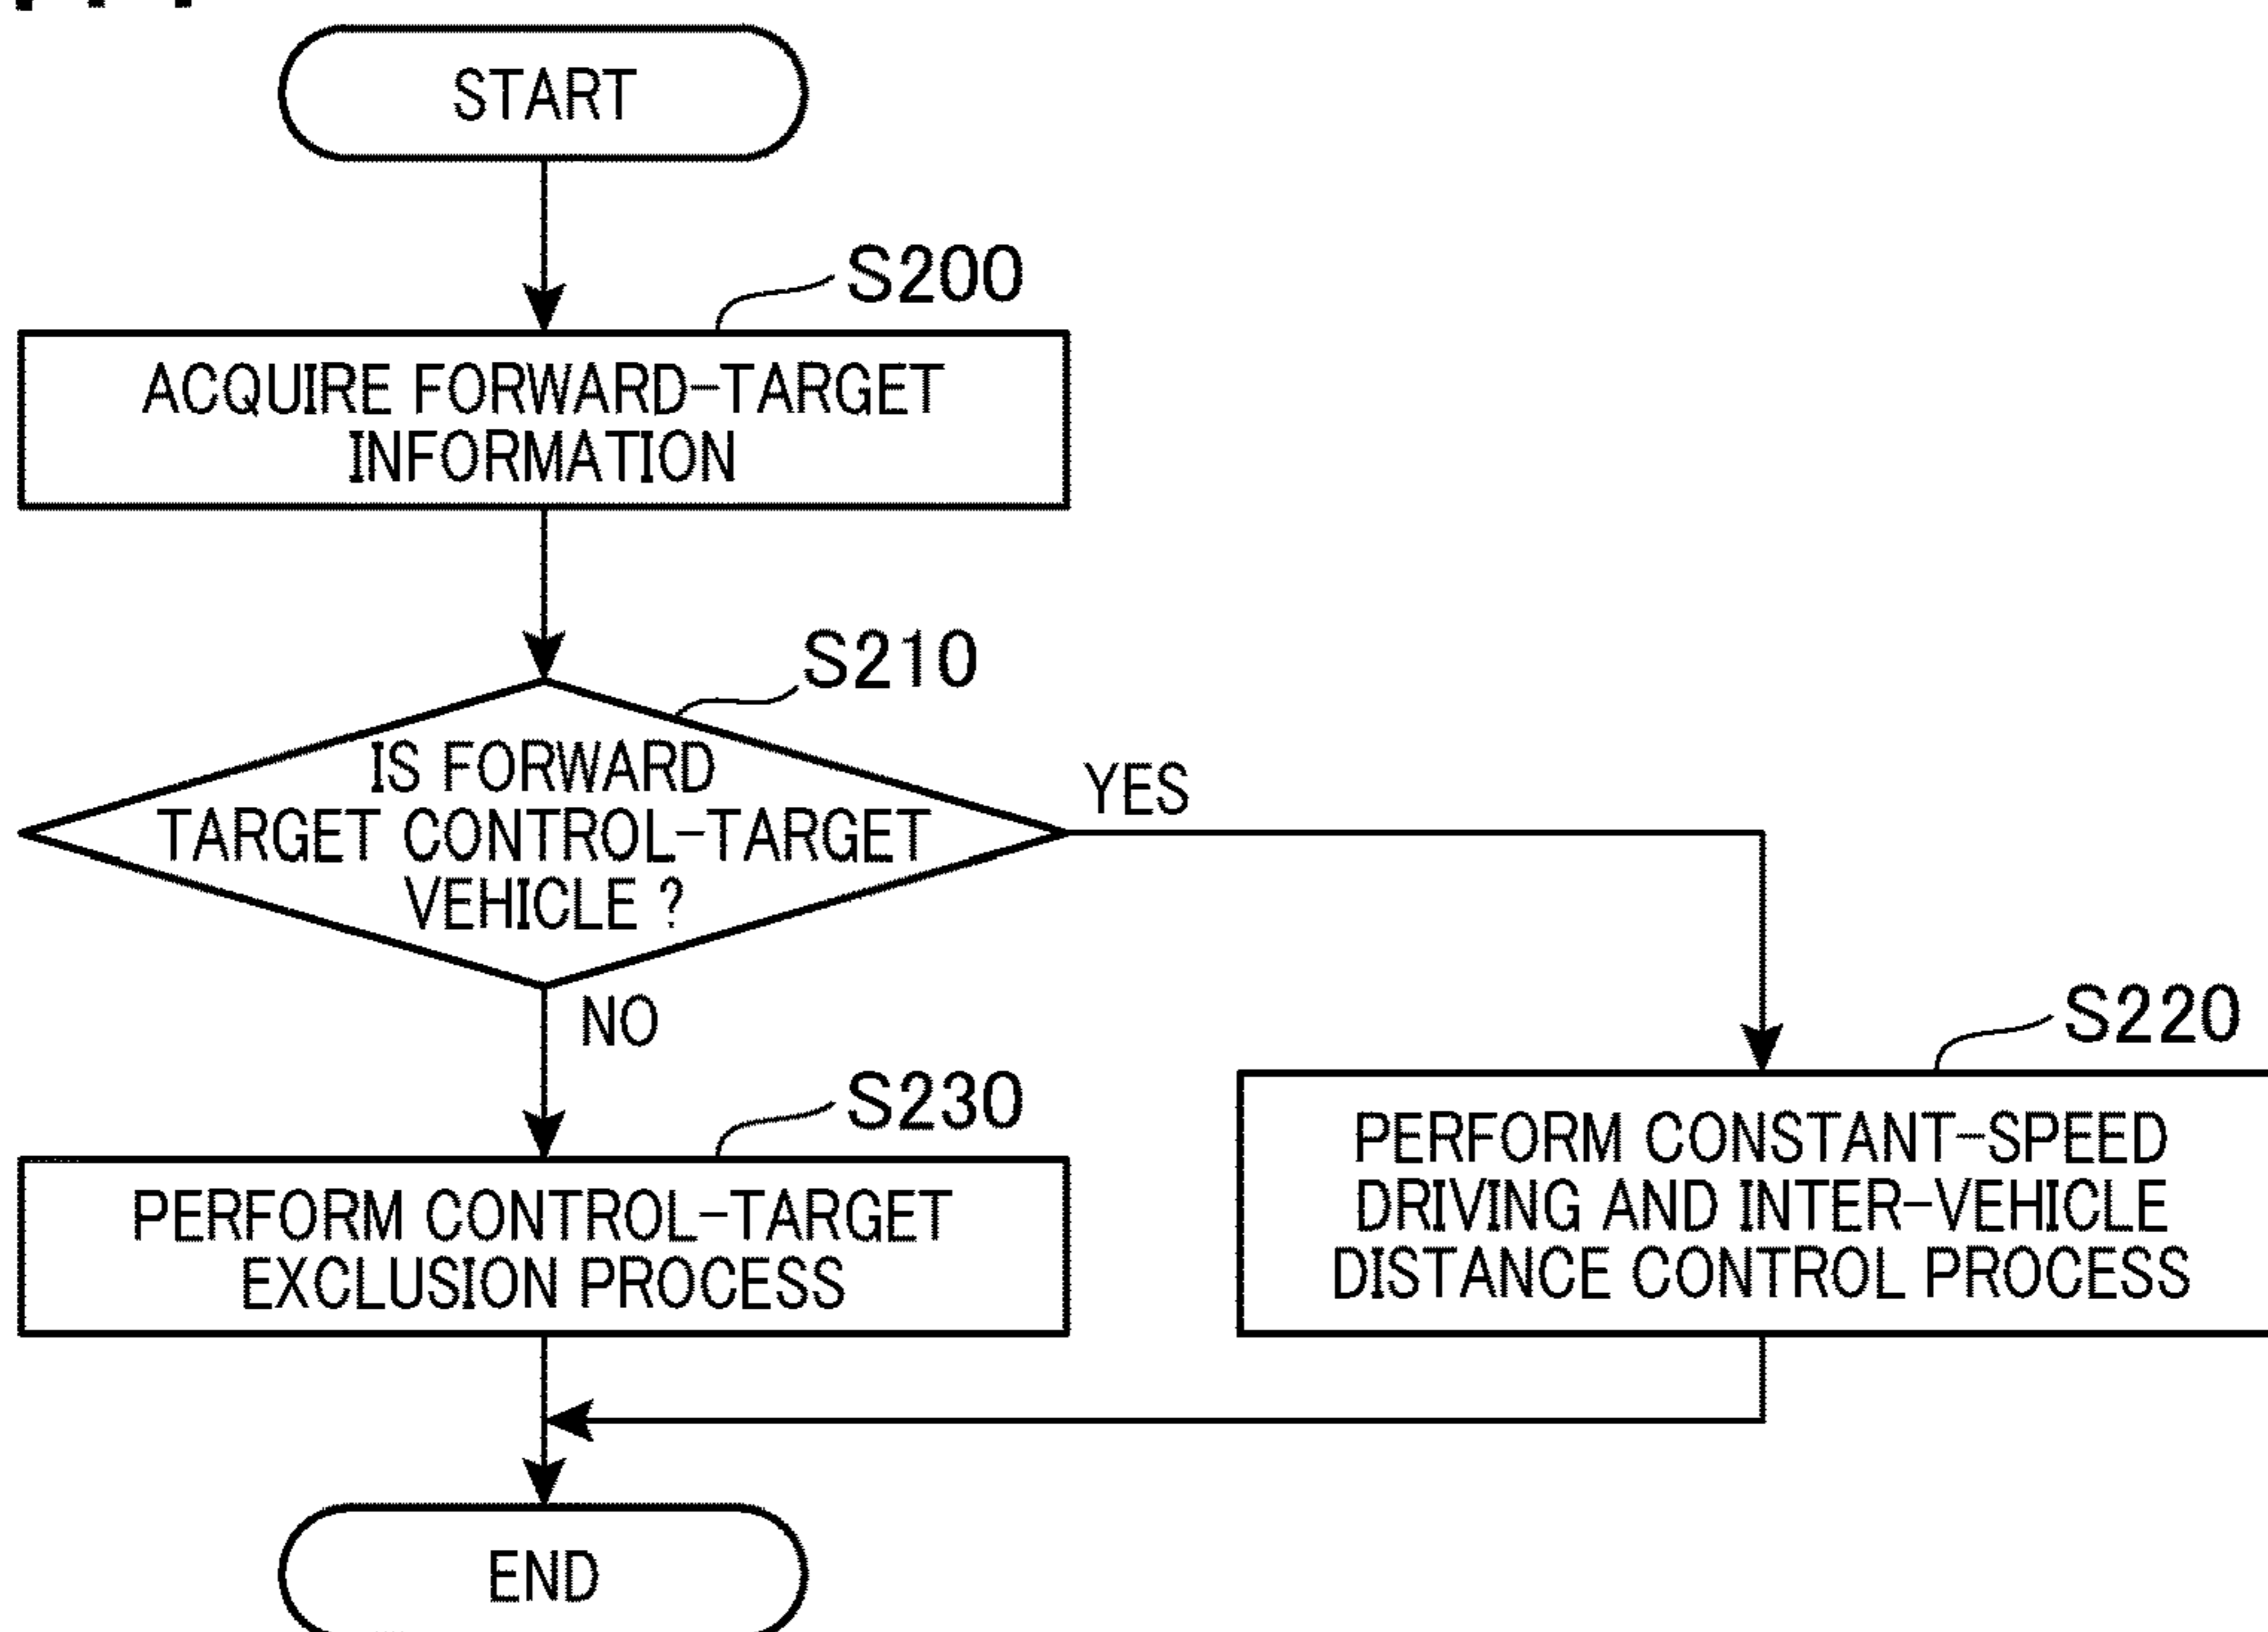 START
S200
ACQUIRE FORWARD-TARGET
INFORMATION
S210
IS FORWARD
TARGET CONTROL-TARGET
VEHICLE ?
YES
NO
S220
PERFORM CONSTANT-SPEED
DRIVING AND INTER-VEHICLE
DISTANCE CONTROL PROCESS
S230
PERFORM CONTROL-TARGET
EXCLUSION PROCESS
END